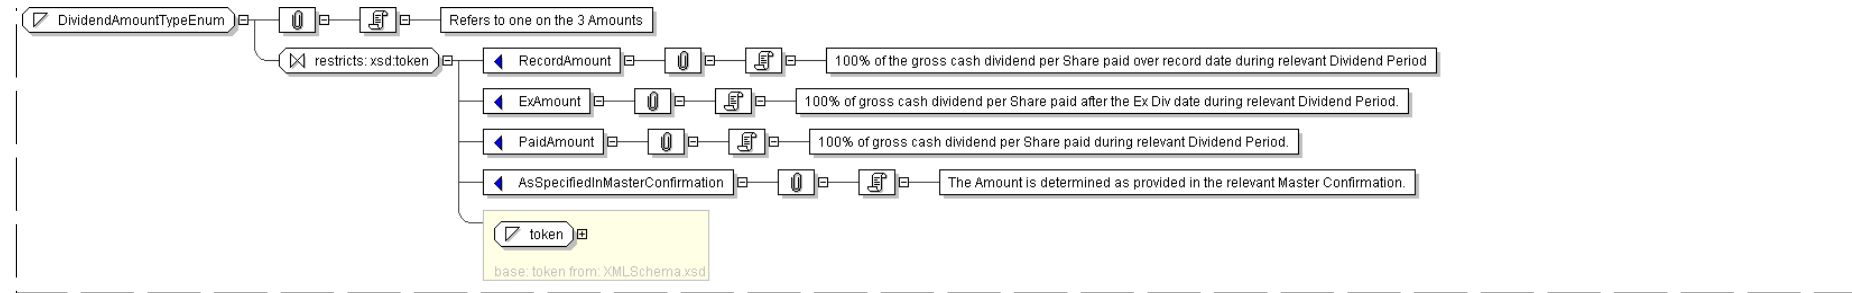 DividendAmountTypeEnum Refers to one on the 3 Amounts
restricts: xsd:token RecordAmount 100% of the gross cash dividend per Share paid over record date during relevant Dividend Period
ExAmount 100% of gross cash dividend per Share paid after the Ex Div date during relevant Dividend Period.
PaidAmount 100% of gross cash dividend per Share paid during relevant Dividend Period.
AsSpecifiedInMasterConfirmation The Amount is determined as provided in the relevant Master Confirmation.
token
base: token from: XMLSchema.xsd